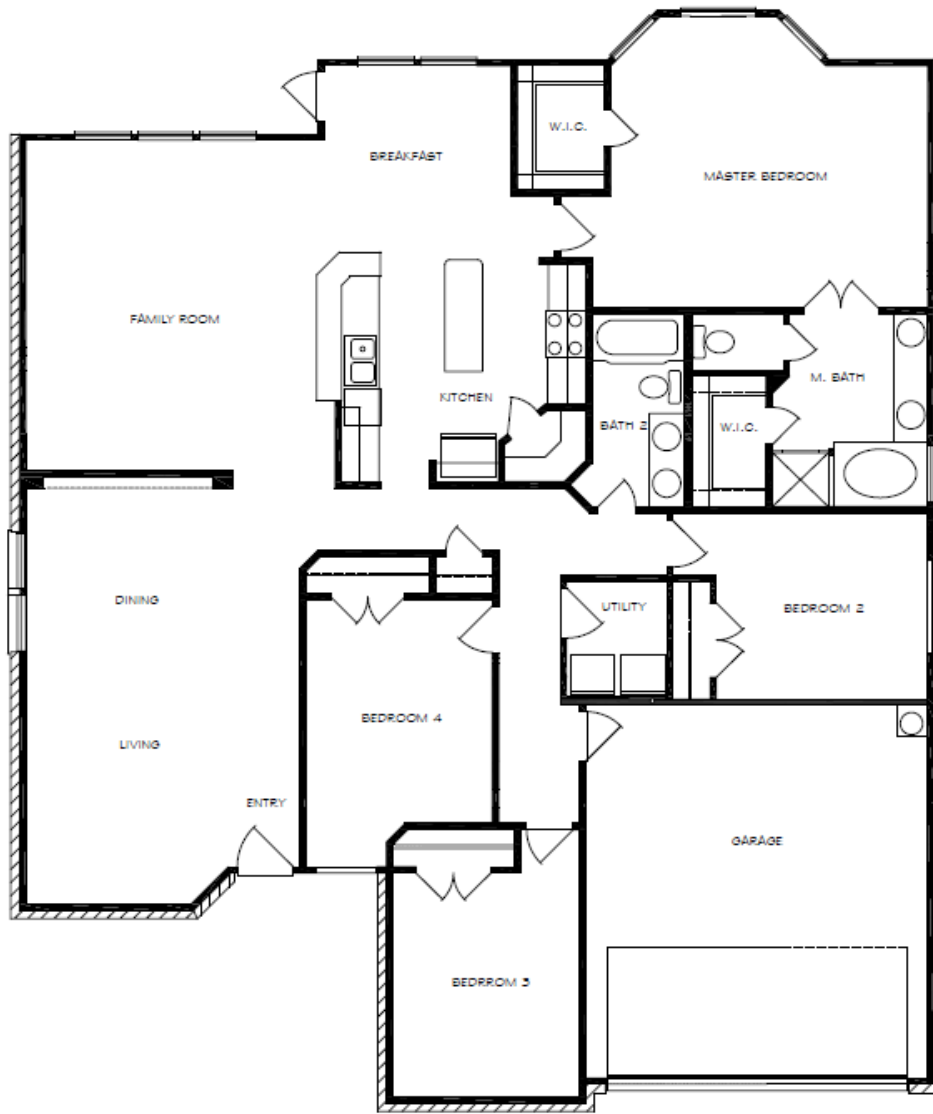 W.I.C.
BREAKFAST
MASTER BEDROOM
FAMILY ROOM
M. BATH
KITCHEN
BATH 2
W.I.C.
DINING
UTILITY
BEDROOM 2
BEDROOM 4
LIVING
ENTRY
GARAGE
BEDRROM 3